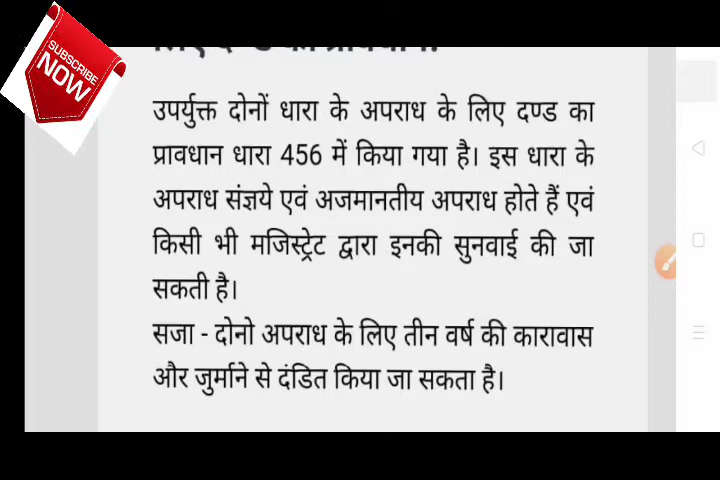 SUBSCRIBE
NOW
उपर्युक्त दोनों धारा के अपराध के लिए दण्ड का
प्रावधान धारा 456 में किया गया है। इस धारा के
अपराध संज्ञये एवं अजमानतीय अपराध होते हैं एवं
किसी भी मजिस्ट्रेट द्वारा इनकी सुनवाई की जा
सकती है।
सजा - दोनो अपराध के लिए तीन वर्ष की कारावास
और जुर्माने से दंडित किया जा सकता है।